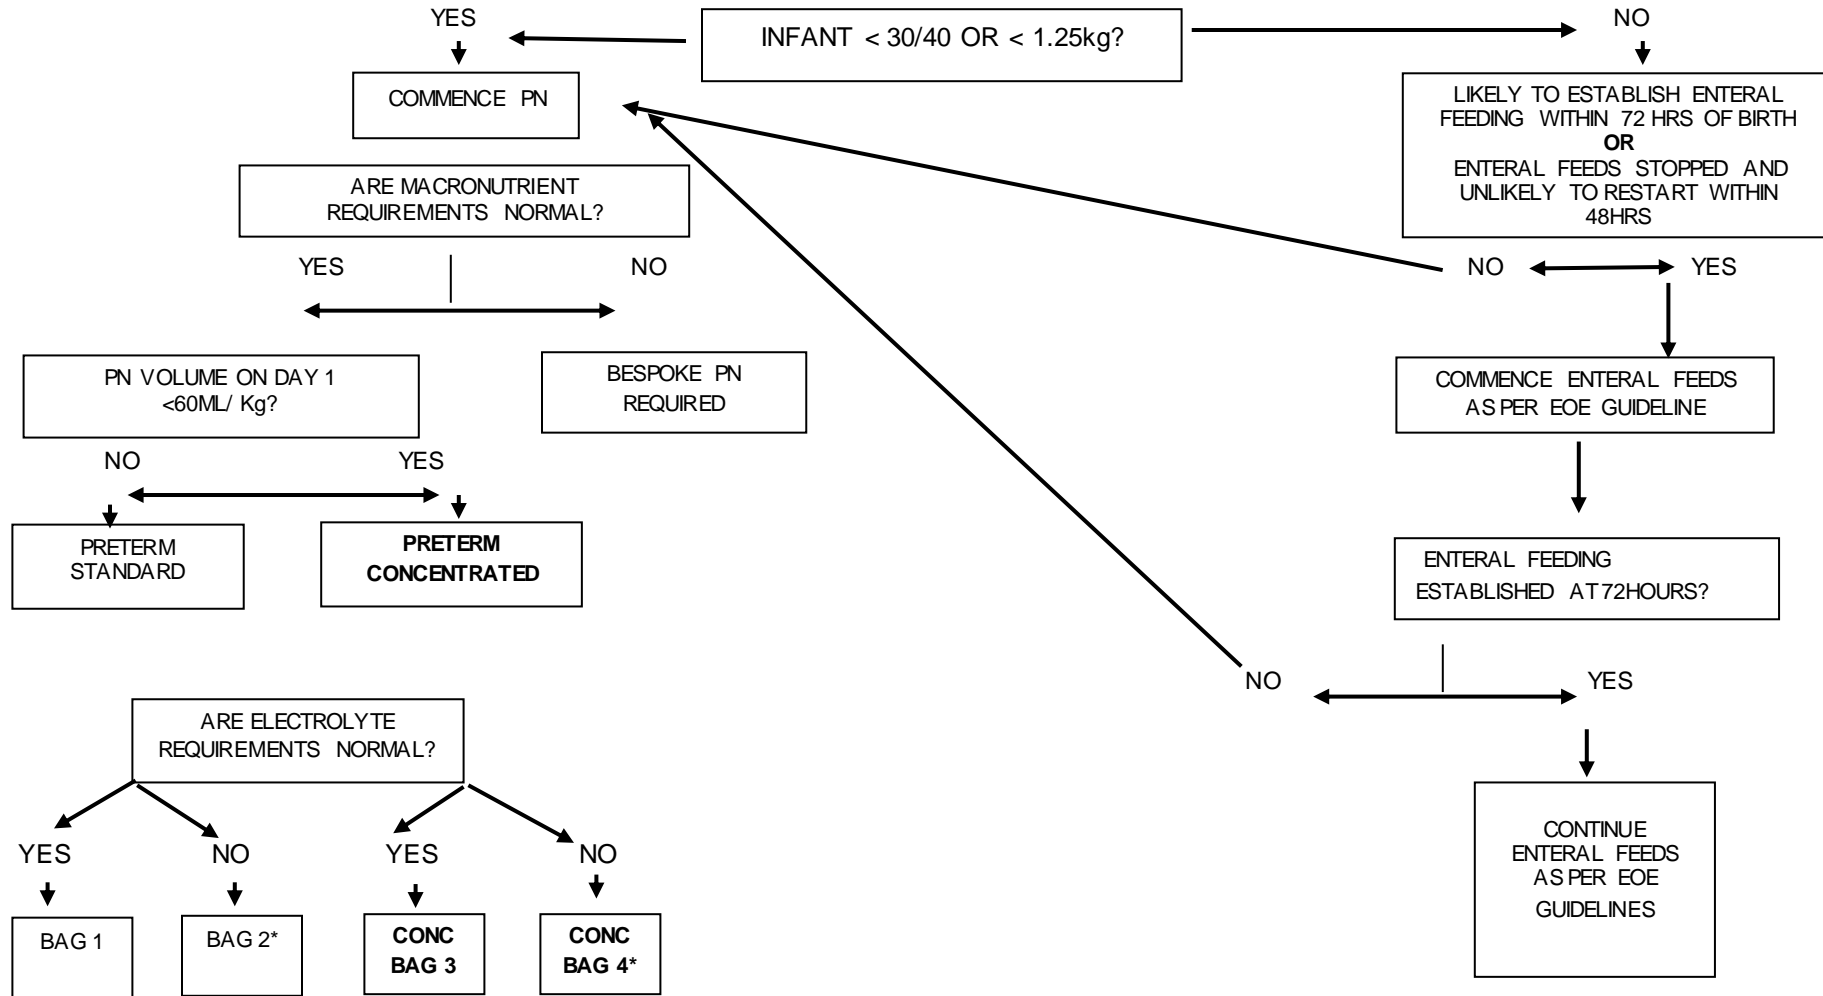 YES
INFANT < 30/40 OR < 1.25kg?
NO
COMMENCE PN
LIKELY TO ESTABLISH ENTERAL
FEEDING WITHIN 72 HRS OF BIRTH
OR
ENTERAL FEEDS STOPPED AND
UNLIKELY TO RESTART WITHIN
48HRS
ARE MACRONUTRIENT
REQUIREMENTS NORMAL?
YES
NO
NO
YES
PN VOLUME ON DAY 1
<60ML/ Kg?
BESPOKE PN
REQUIRED
COMMENCE ENTERAL FEEDS
AS PER EOE GUIDELINE
NO
YES
PRETERM
STANDARD
PRETERM
CONCENTRATED
ENTERAL FEEDING
ESTABLISHED AT 72HOURS?
NO
YES
ARE ELECTROLYTE
REQUIREMENTS NORMAL?
YES
NO
YES
NO
BAG 1
BAG 2*
CONC
BAG 3
CONC
BAG 4*
CONTINUE
ENTERAL FEEDS
AS PER EOE
GUIDELINES